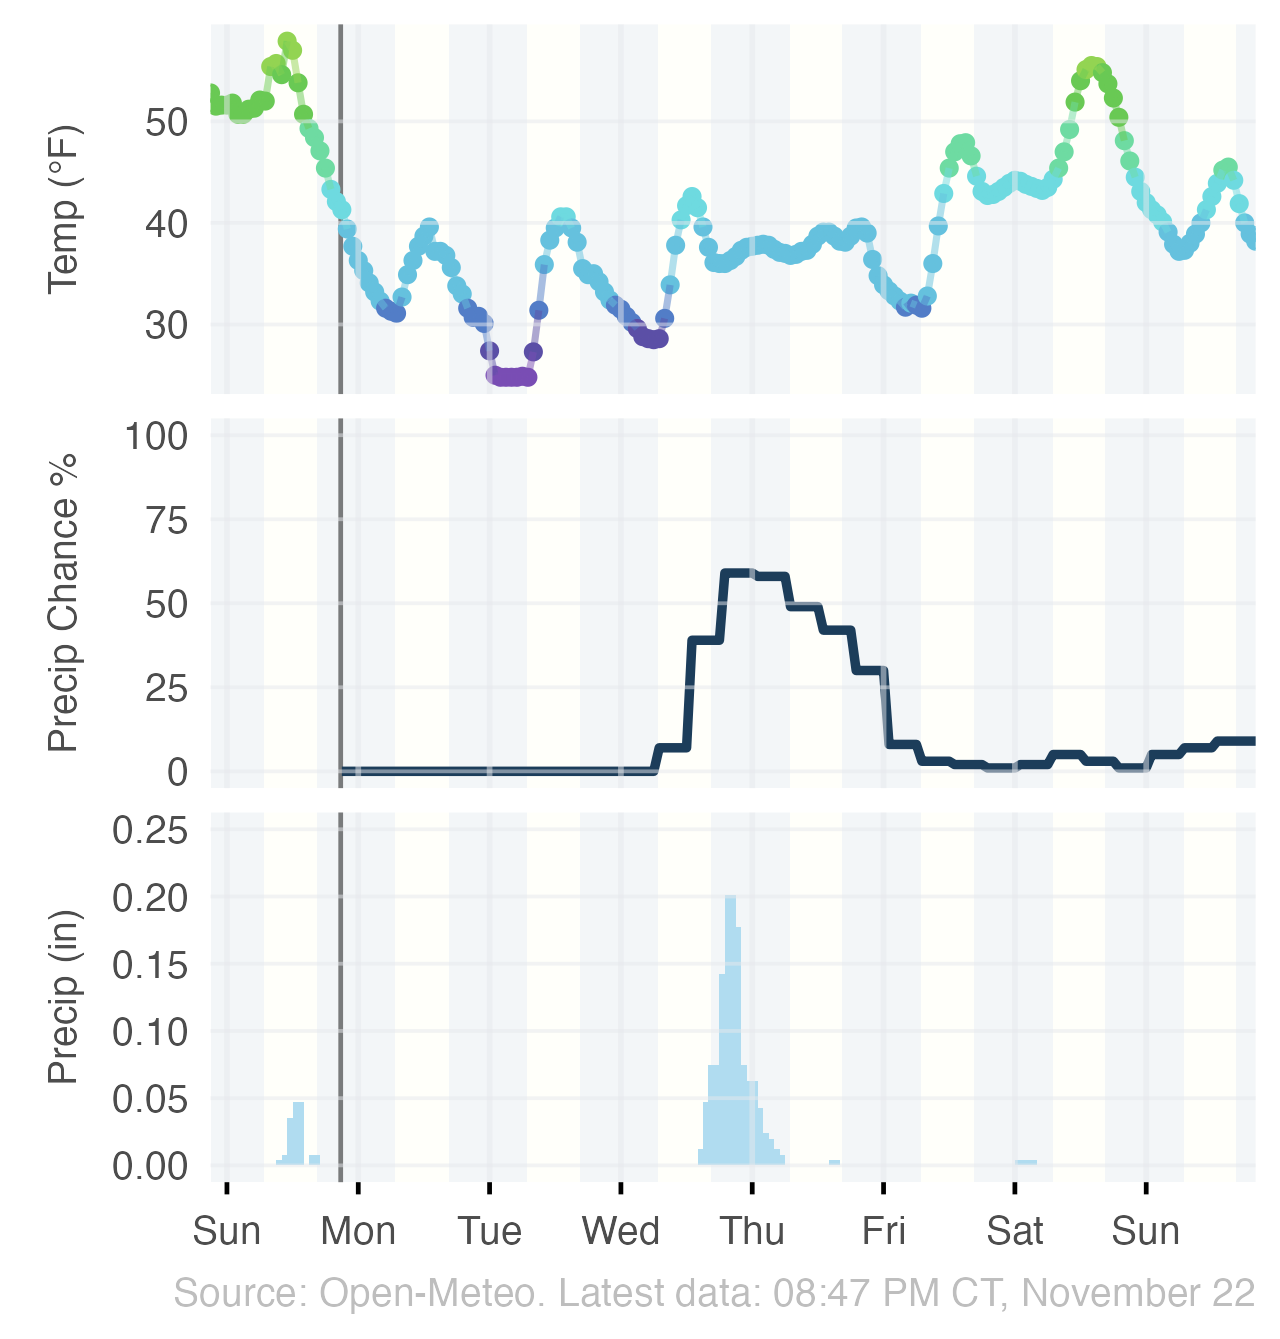 Temp (°F)
50
40
30
Precip Chance %
100
75
50
25
0
Precip (in)
0.25
0.20
0.15
0.10
0.05
0.00
Sun Mon Tue Wed Thu Fri Sat Sun
Source: Open-Meteo. Latest data: 08:47 PM CT, November 22